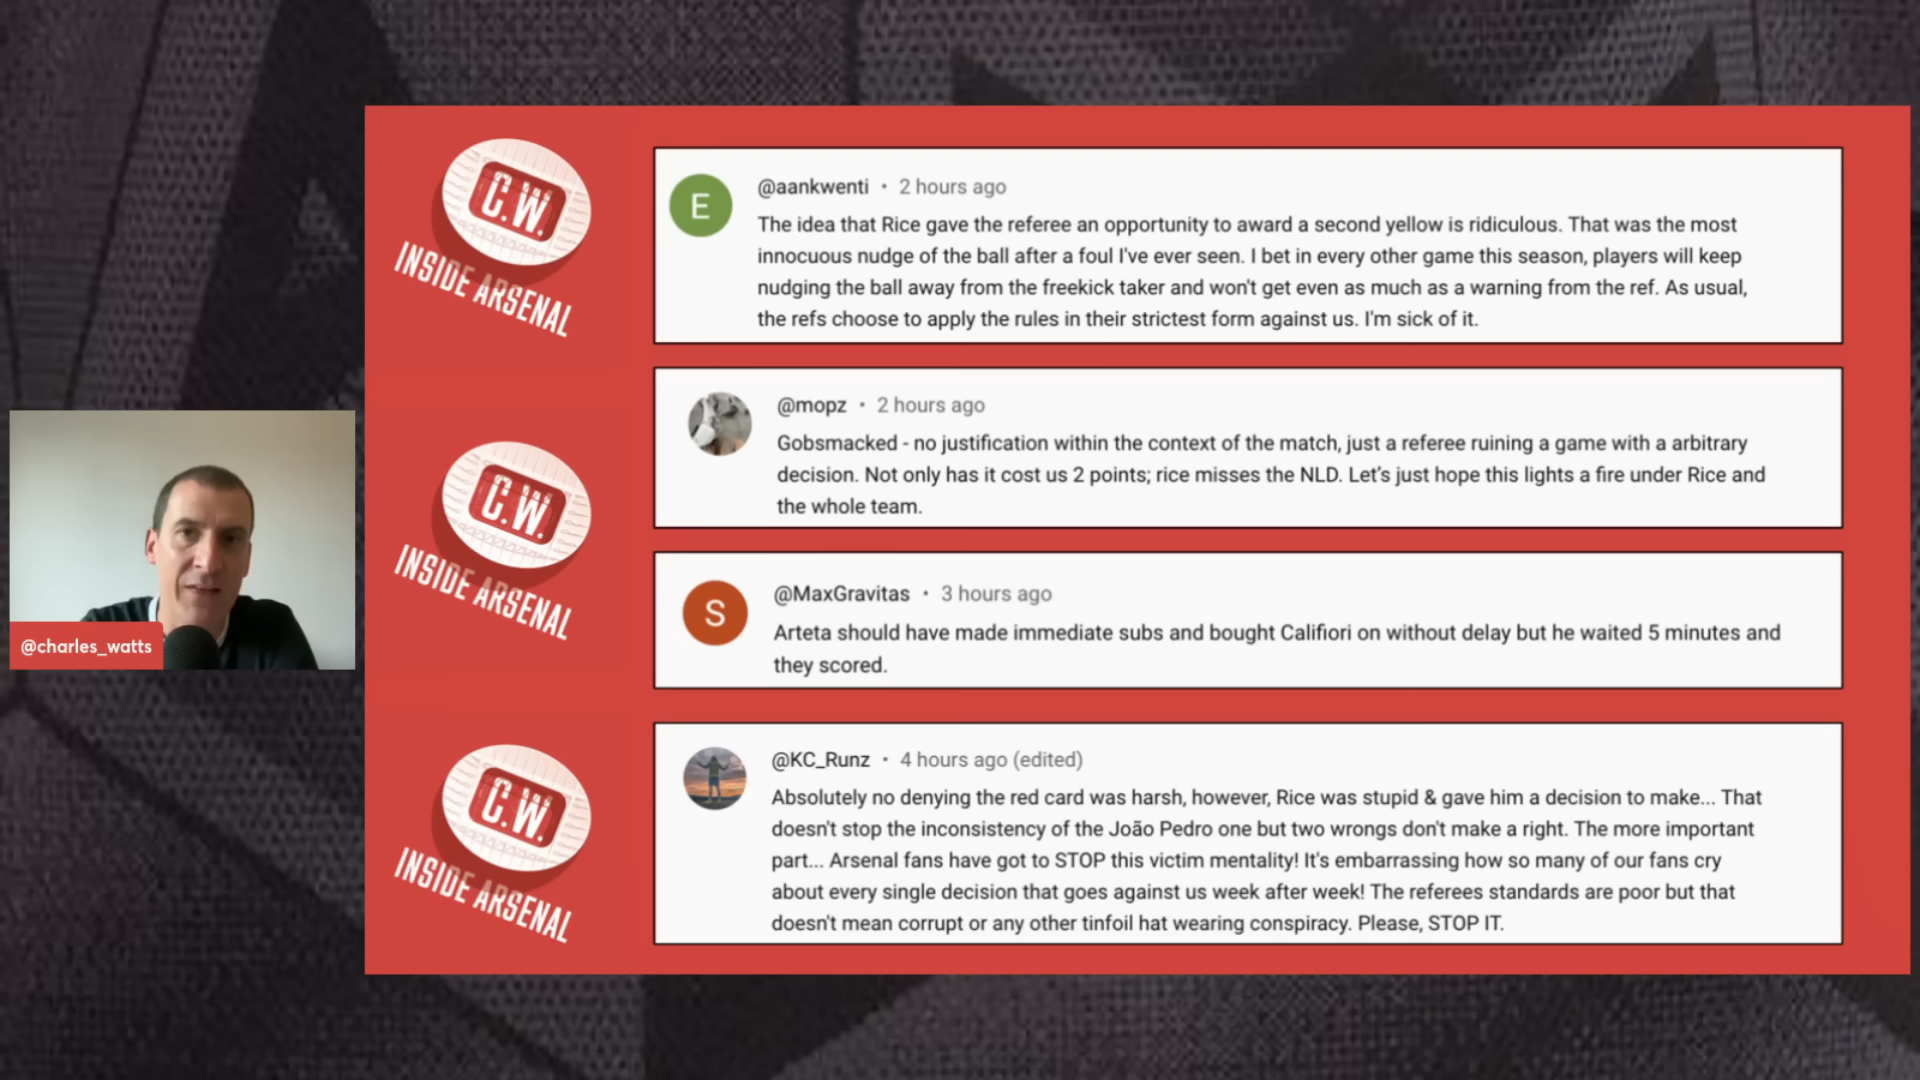 C.W.
INSIDE ARSENAL
E
@aankwenti • 2 hours ago
The idea that Rice gave the referee an opportunity to award a second yellow is ridiculous. That was the most
innocuous nudge of the ball after a foul I've ever seen. I bet in every other game this season, players will keep
nudging the ball away from the freekick taker and won't get even as much as a warning from the ref. As usual,
the refs choose to apply the rules in their strictest form against us. I'm sick of it.
@mopz • 2 hours ago
Gobsmacked - no justification within the context of the match, just a referee ruining a game with a arbitrary
decision. Not only has it cost us 2 points; rice misses the NLD. Let's just hope this lights a fire under Rice and
the whole team.
C.W.
INSIDE ARSENAL
@charles_watts
S
@MaxGravitas • 3 hours ago
Arteta should have made immediate subs and bought Califiori on without delay but he waited 5 minutes and
they scored.
C.W.
INSIDE ARSENAL
@KC_Runz • 4 hours ago (edited)
Absolutely no denying the red card was harsh, however, Rice was stupid & gave him a decision to make... That
doesn't stop the inconsistency of the João Pedro one but two wrongs don't make a right. The more important
part... Arsenal fans have got to STOP this victim mentality! It's embarrassing how so many of our fans cry
about every single decision that goes against us week after week! The referees standards are poor but that
doesn't mean corrupt or any other tinfoil hat wearing conspiracy. Please, STOP IT.